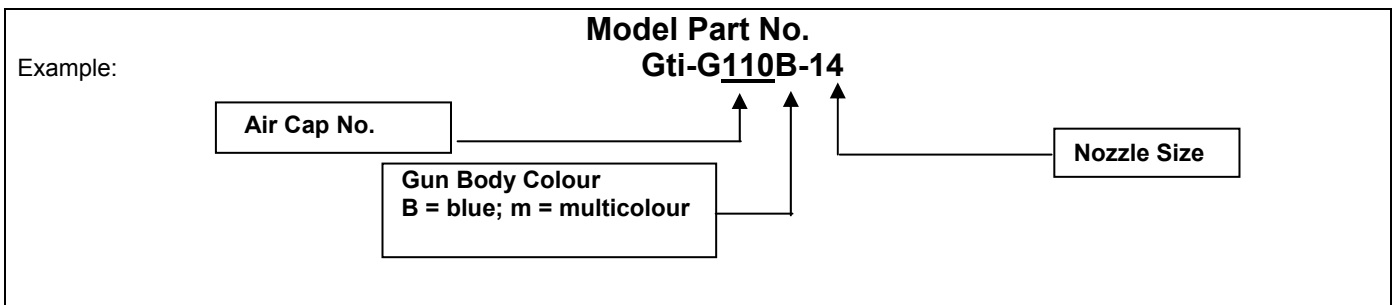 Model Part No.
Example:
Gti-G110B-14
Air Cap No.
Nozzle Size
Gun Body Colour
B = blue; m = multicolour